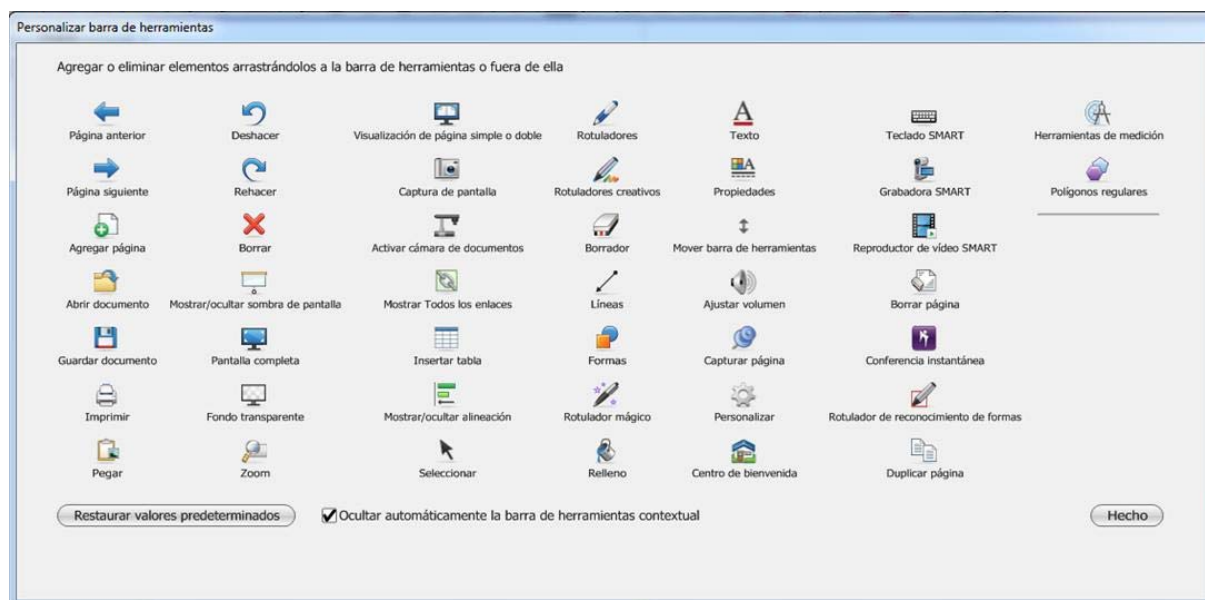 Personalizar barra de herramientas
Agregar o eliminar elementos arrastrándolos a la barra de herramientas o fuera de ella
Página anterior
Deshacer
Visualización de página simple o doble
Rotuladores
Texto
Teclado SMART
Herramientas de medición
Página siguiente
Rehacer
Captura de pantalla
Rotuladores creativos
Propiedades
Grabadora SMART
Polígonos regulares
Agregar página
Borrar
Activar cámara de documentos
Borrador
Mover barra de herramientas
Reproductor de vídeo SMART
Abrir documento
Mostrar/ocultar sombra de pantalla
Mostrar Todos los enlaces
Líneas
Ajustar volumen
Borrar página
Guardar documento
Pantalla completa
Insertar tabla
Formas
Capturar página
Conferencia instantánea
Imprimir
Fondo transparente
Mostrar/ocultar alineación
Rotulador mágico
Personalizar
Rotulador de reconocimiento de formas
Pegar
Zoom
Seleccionar
Relleno
Centro de bienvenida
Duplicar página
Restaurar valores predeterminados
Ocultar automáticamente la barra de herramientas contextual
Hecho